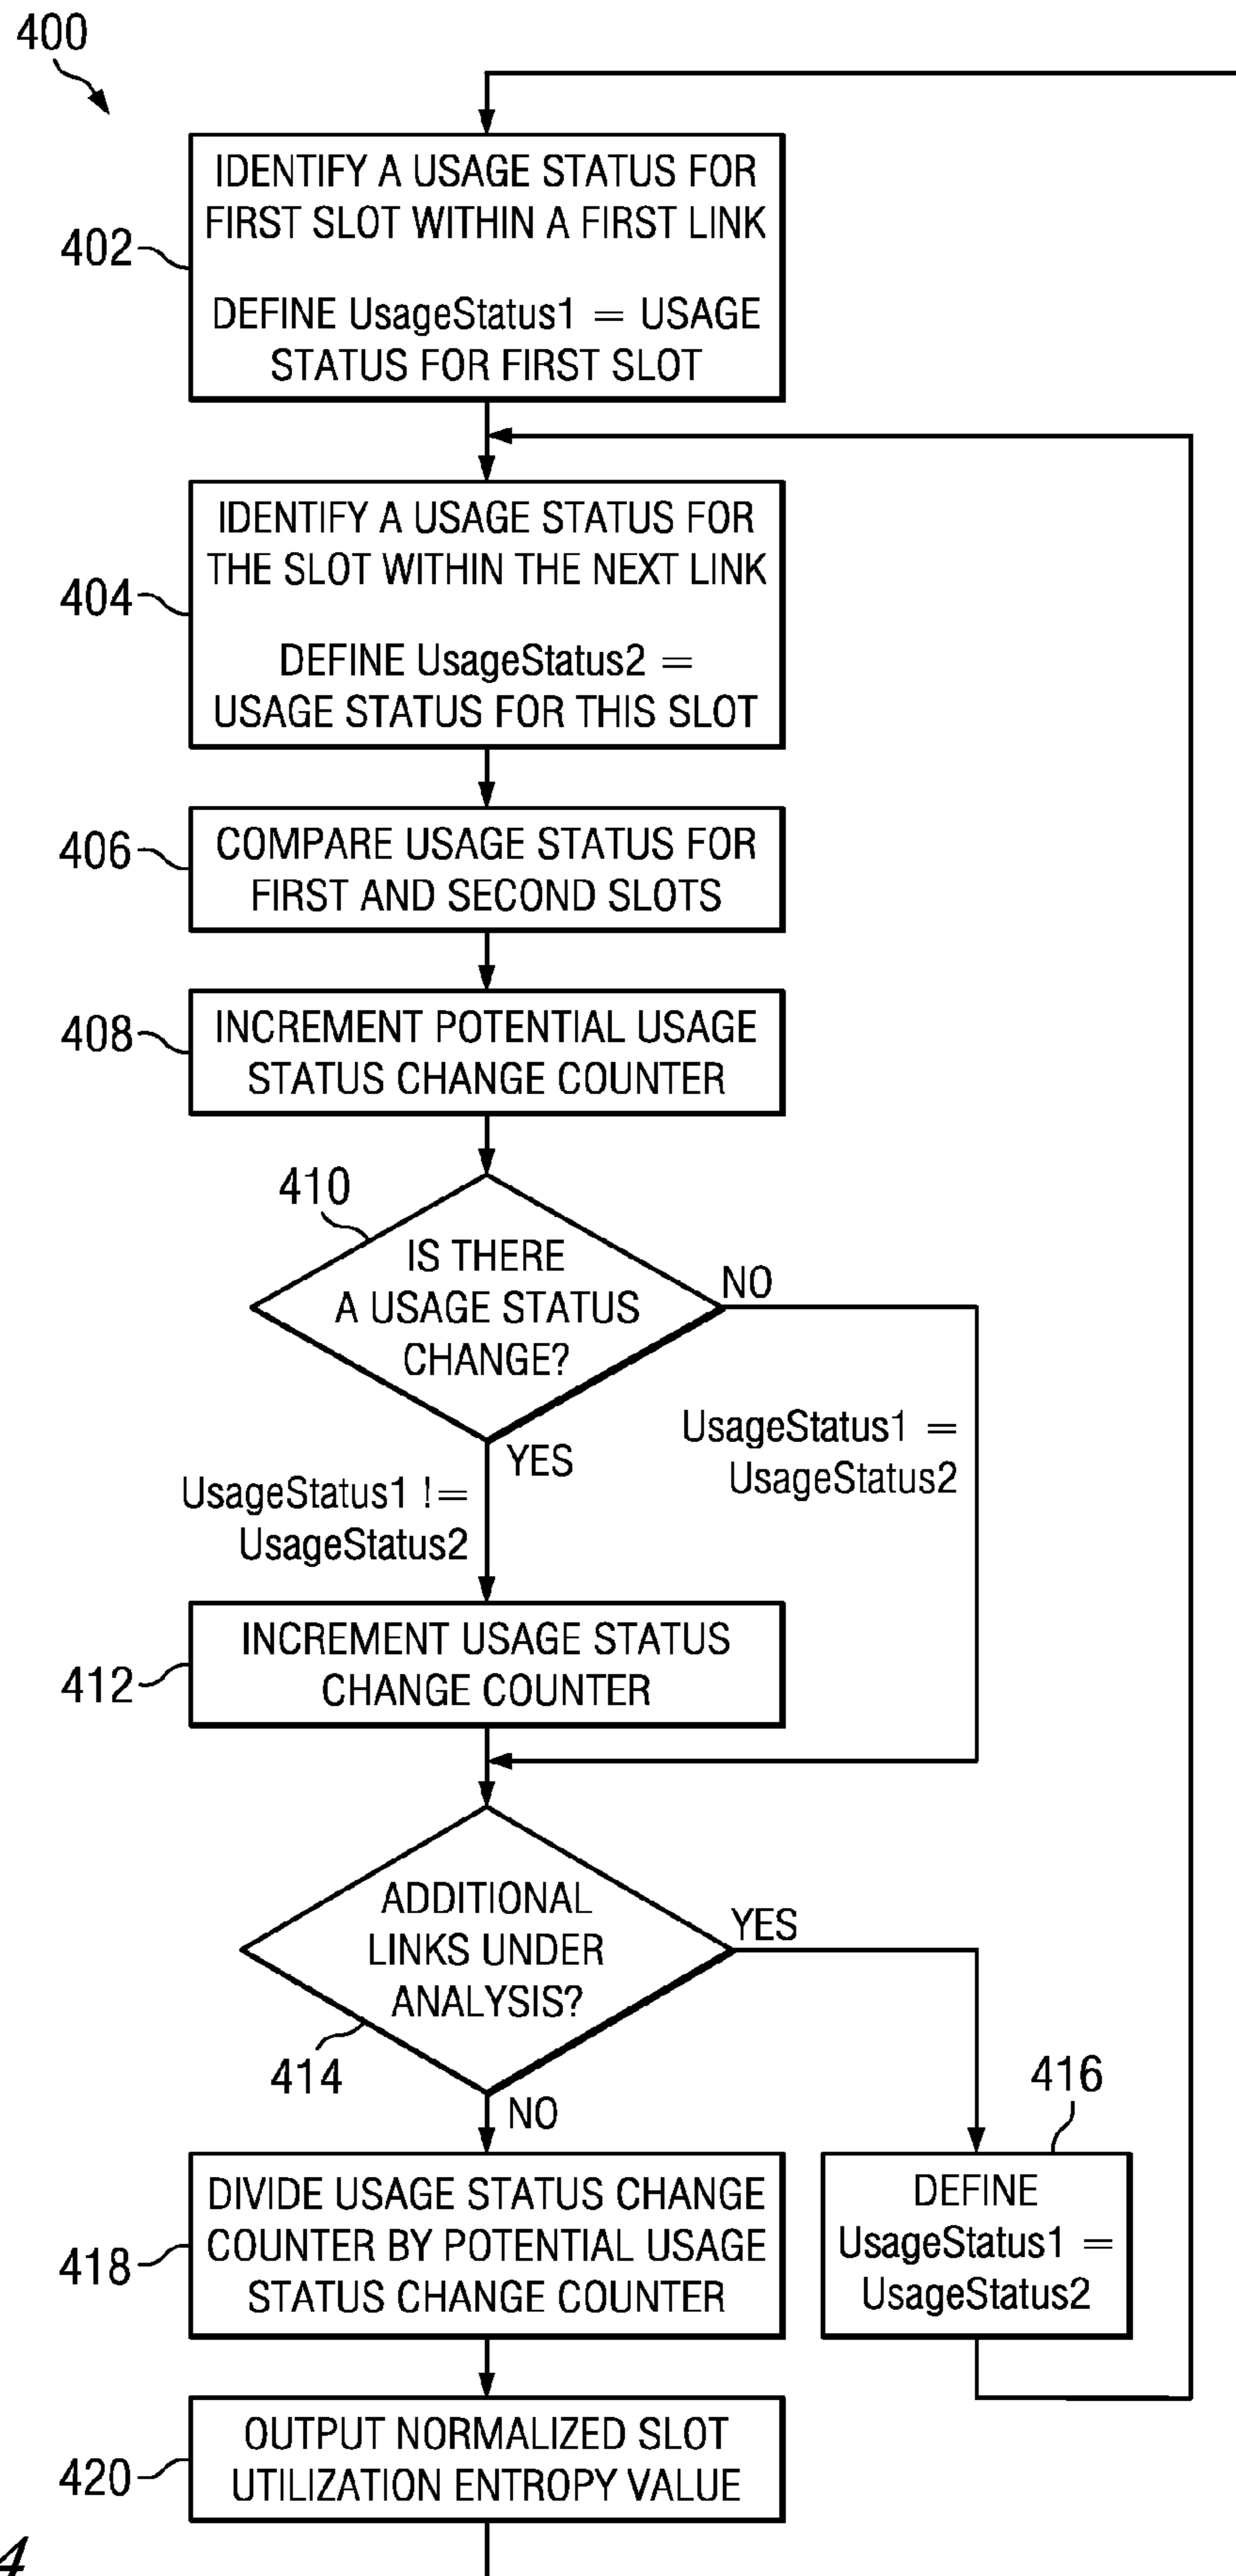 400
IDENTIFY A USAGE STATUS FOR
FIRST SLOT WITHIN A FIRST LINK
DEFINE UsageStatus1 = USAGE
STATUS FOR FIRST SLOT
402
IDENTIFY A USAGE STATUS FOR
THE SLOT WITHIN THE NEXT LINK
DEFINE UsageStatus2 =
USAGE STATUS FOR THIS SLOT
404
COMPARE USAGE STATUS FOR
FIRST AND SECOND SLOTS
406
INCREMENT POTENTIAL USAGE
STATUS CHANGE COUNTER
408
410
IS THERE
A USAGE STATUS
CHANGE?
NO
UsageStatus1 =
UsageStatus2
YES
UsageStatus1 !=
UsageStatus2
INCREMENT USAGE STATUS
CHANGE COUNTER
412
ADDITIONAL
LINKS UNDER
ANALYSIS?
YES
414
NO
416
DIVIDE USAGE STATUS CHANGE
COUNTER BY POTENTIAL USAGE
STATUS CHANGE COUNTER
418
DEFINE
UsageStatus1 =
UsageStatus2
OUTPUT NORMALIZED SLOT
UTILIZATION ENTROPY VALUE
420
4